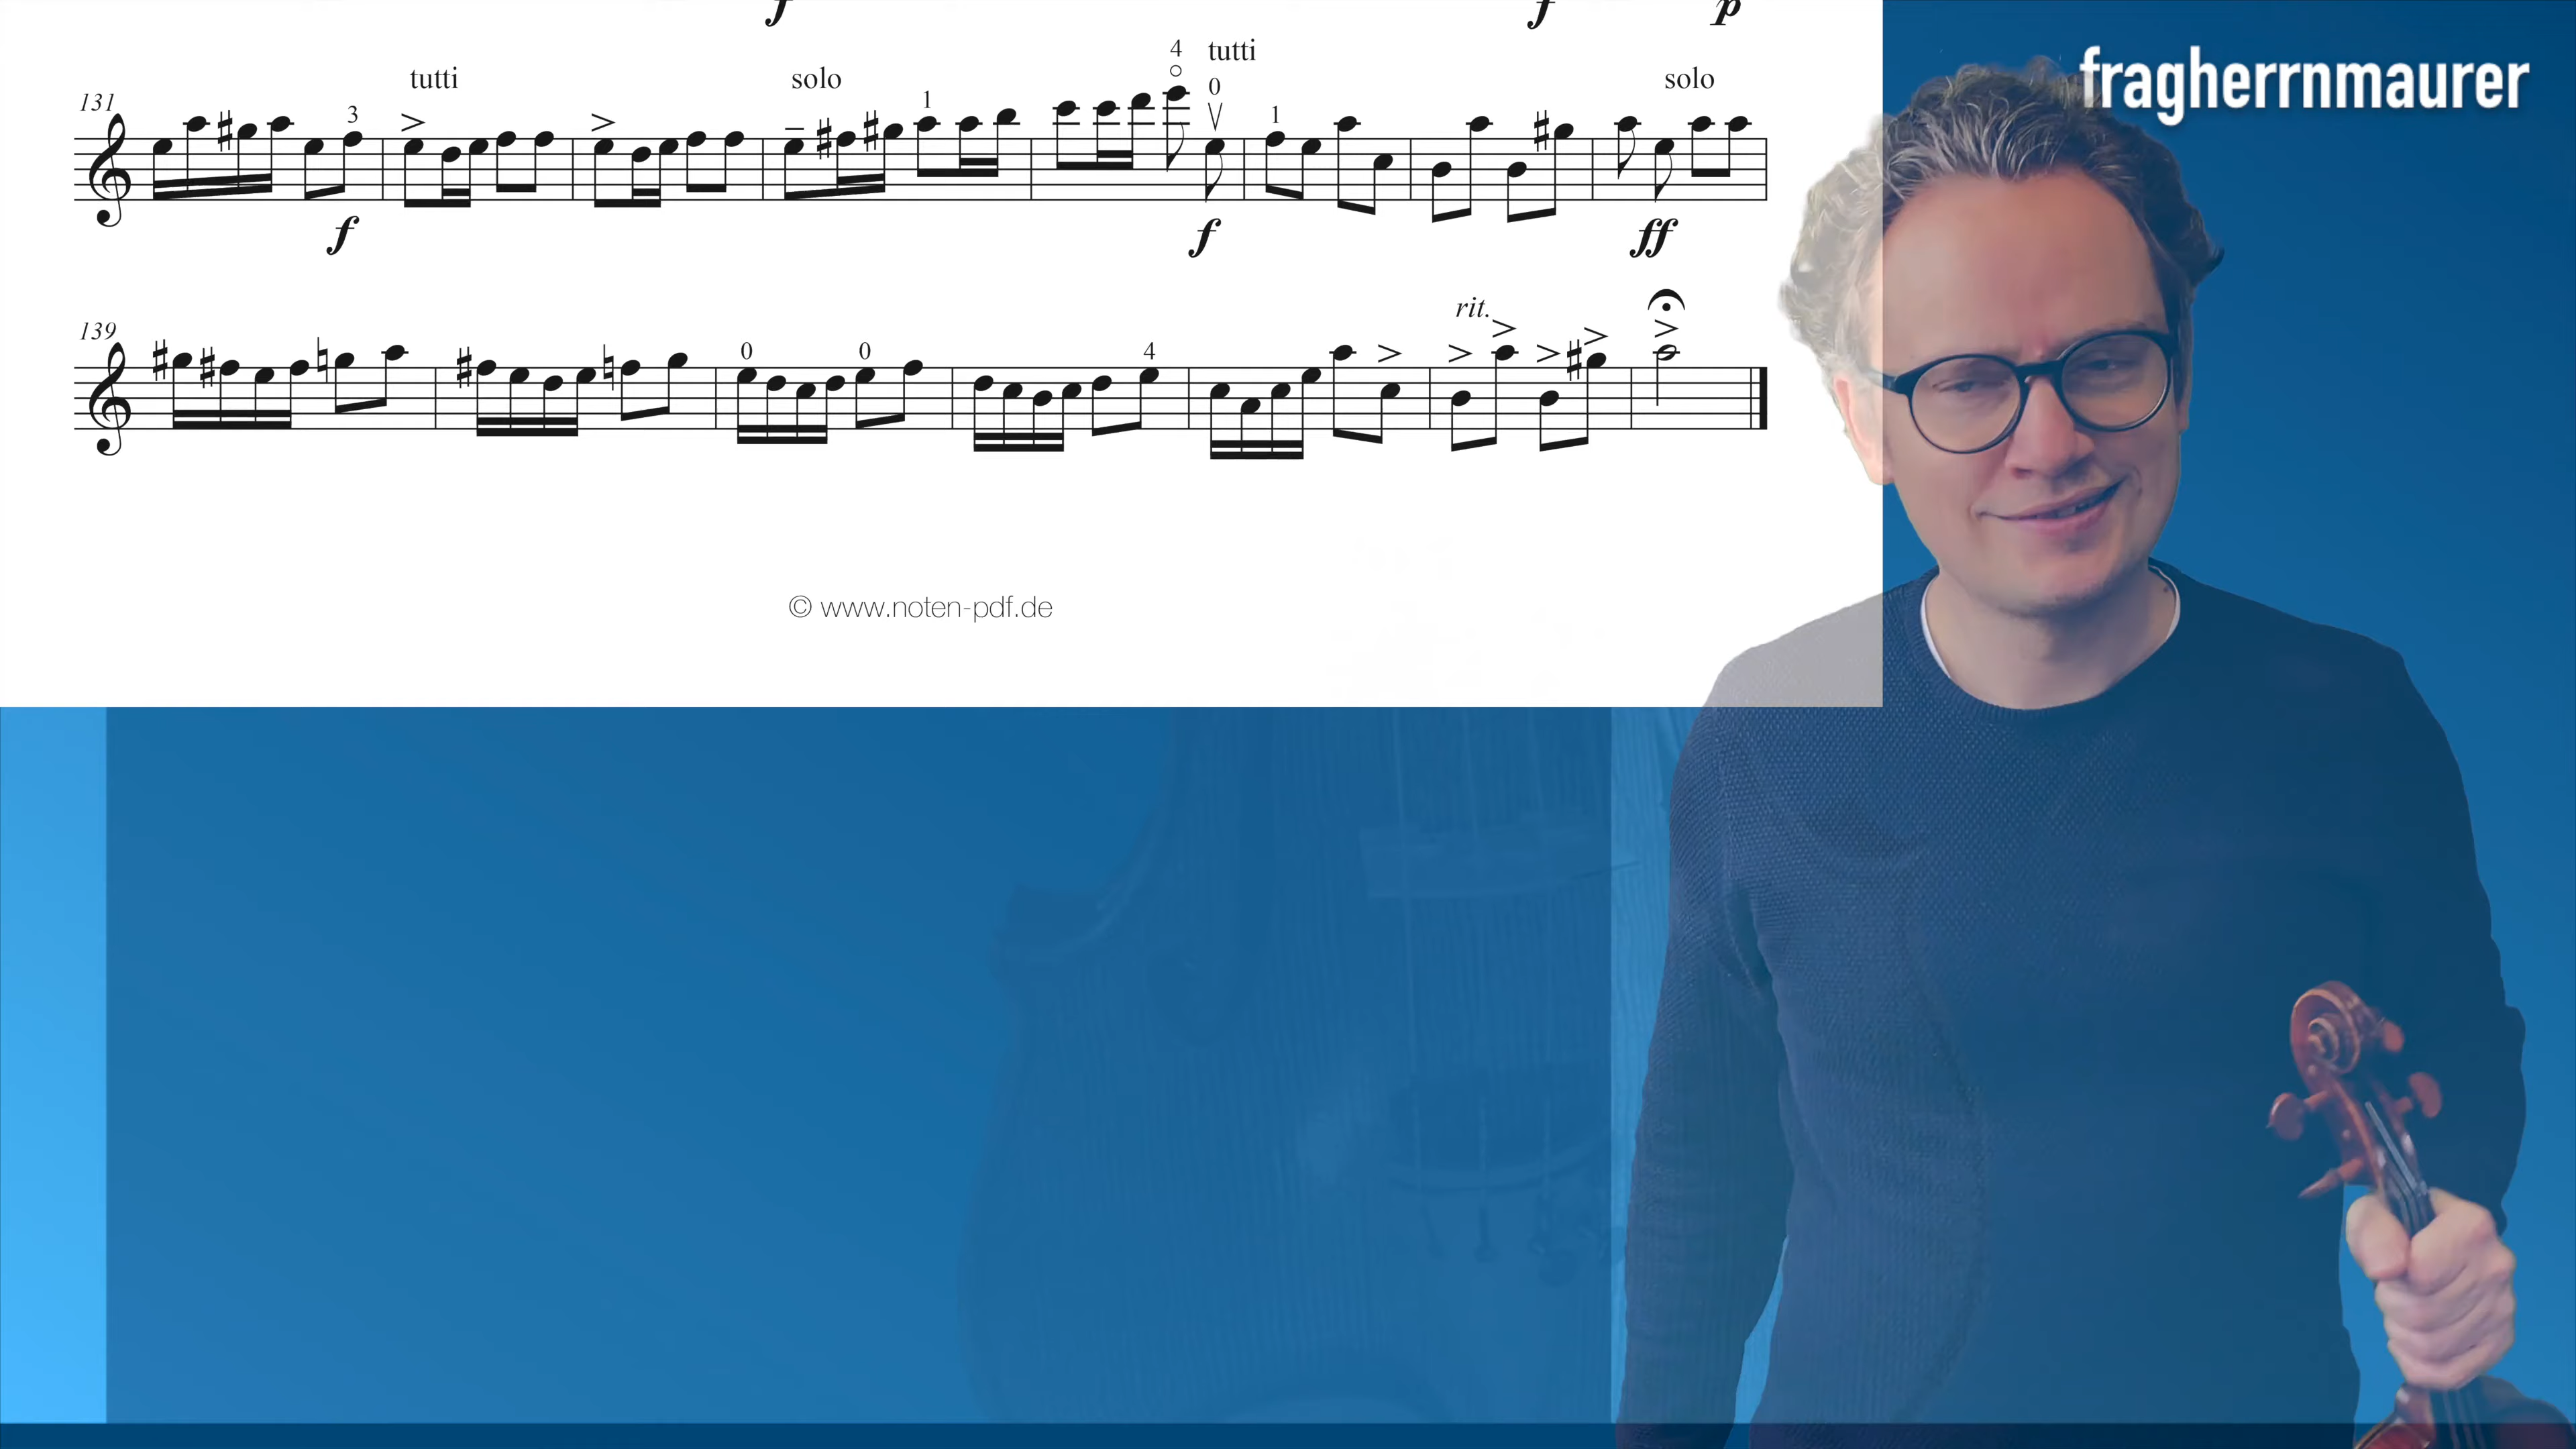 f f p
fragherrnmaurer
4 tutti
tutti solo 0 solo
131 3 1 1
f f ff
rit.
139 0 0 4
© www.noten-pdf.de